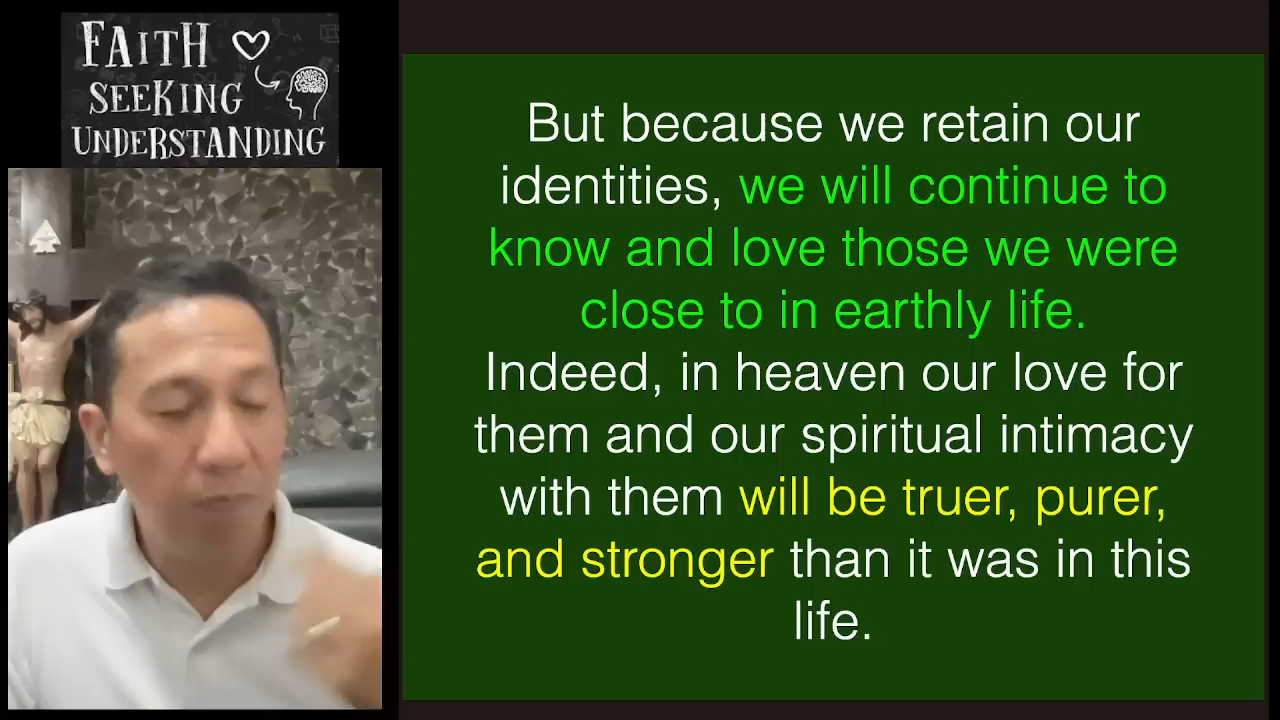 FAITH
SEEKING
UNDERSTANDING
But because we retain our
identities, we will continue to
know and love those we were
close to in earthly life.
Indeed, in heaven our love for
them and our spiritual intimacy
with them will be truer, purer,
and stronger than it was in this
life.